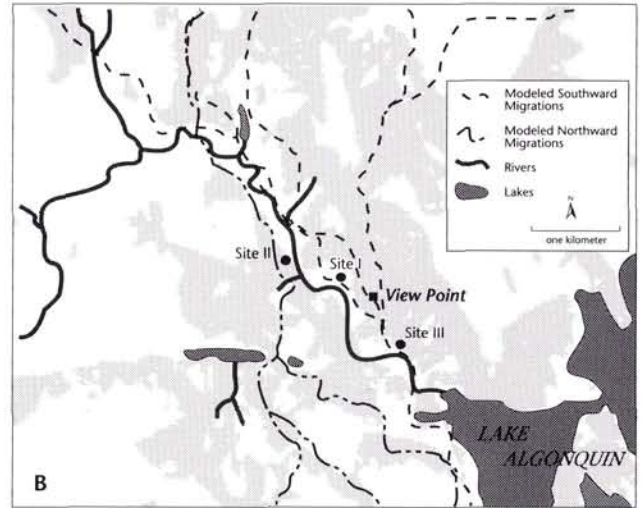 Modeled Southward
Migrations
Modeled Northward
Migrations
Rivers
Lakes
N
one kilometer
Site II
Site I
View Point
Site III
LAKE
ALGONQUIN
B